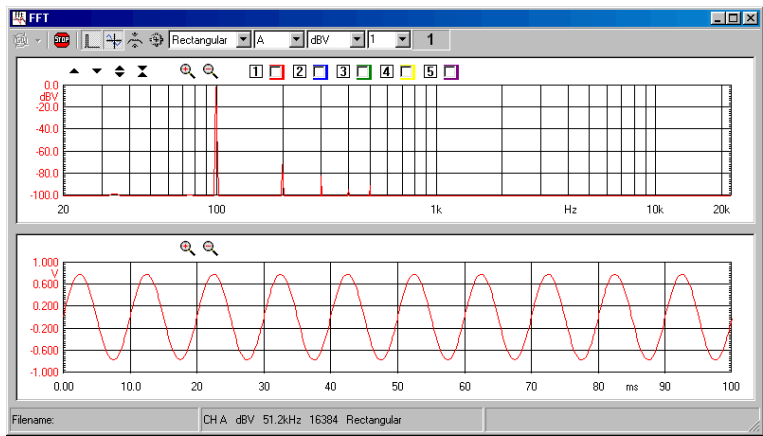 FFT
STOP Rectangular A dBV 1 1
1 2 3 4 5
0.0
dBV
-20.0
-40.0
-60.0
-80.0
-100.0
20 100 1k Hz 10k 20k
1.000
V
0.600
0.200
-0.200
-0.600
-1.000
0.00 10.0 20 30 40 50 60 70 80 ms 90 100
Filename: CH A dBV 51.2kHz 16384 Rectangular